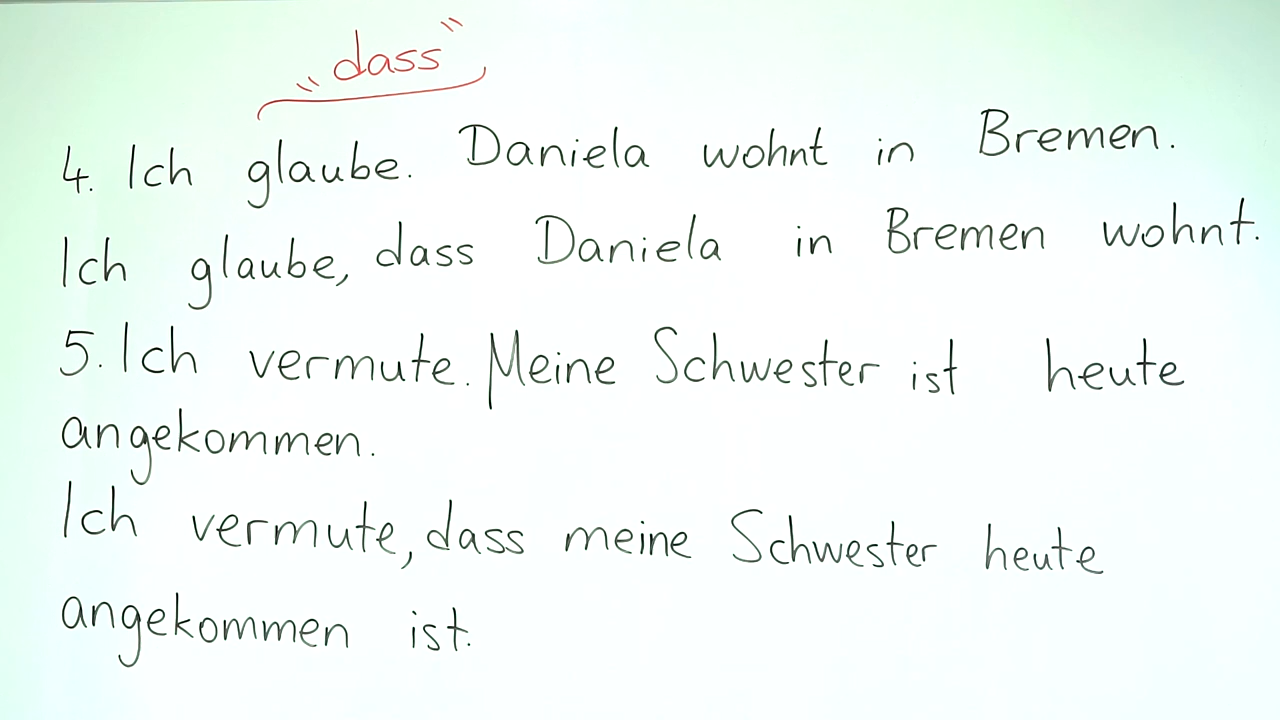 „dass“
4. Ich glaube. Daniela wohnt in Bremen.
Ich glaube, dass Daniela in Bremen wohnt.
5. Ich vermute. Meine Schwester ist heute
angekommen.
Ich vermute, dass meine Schwester heute
angekommen ist.